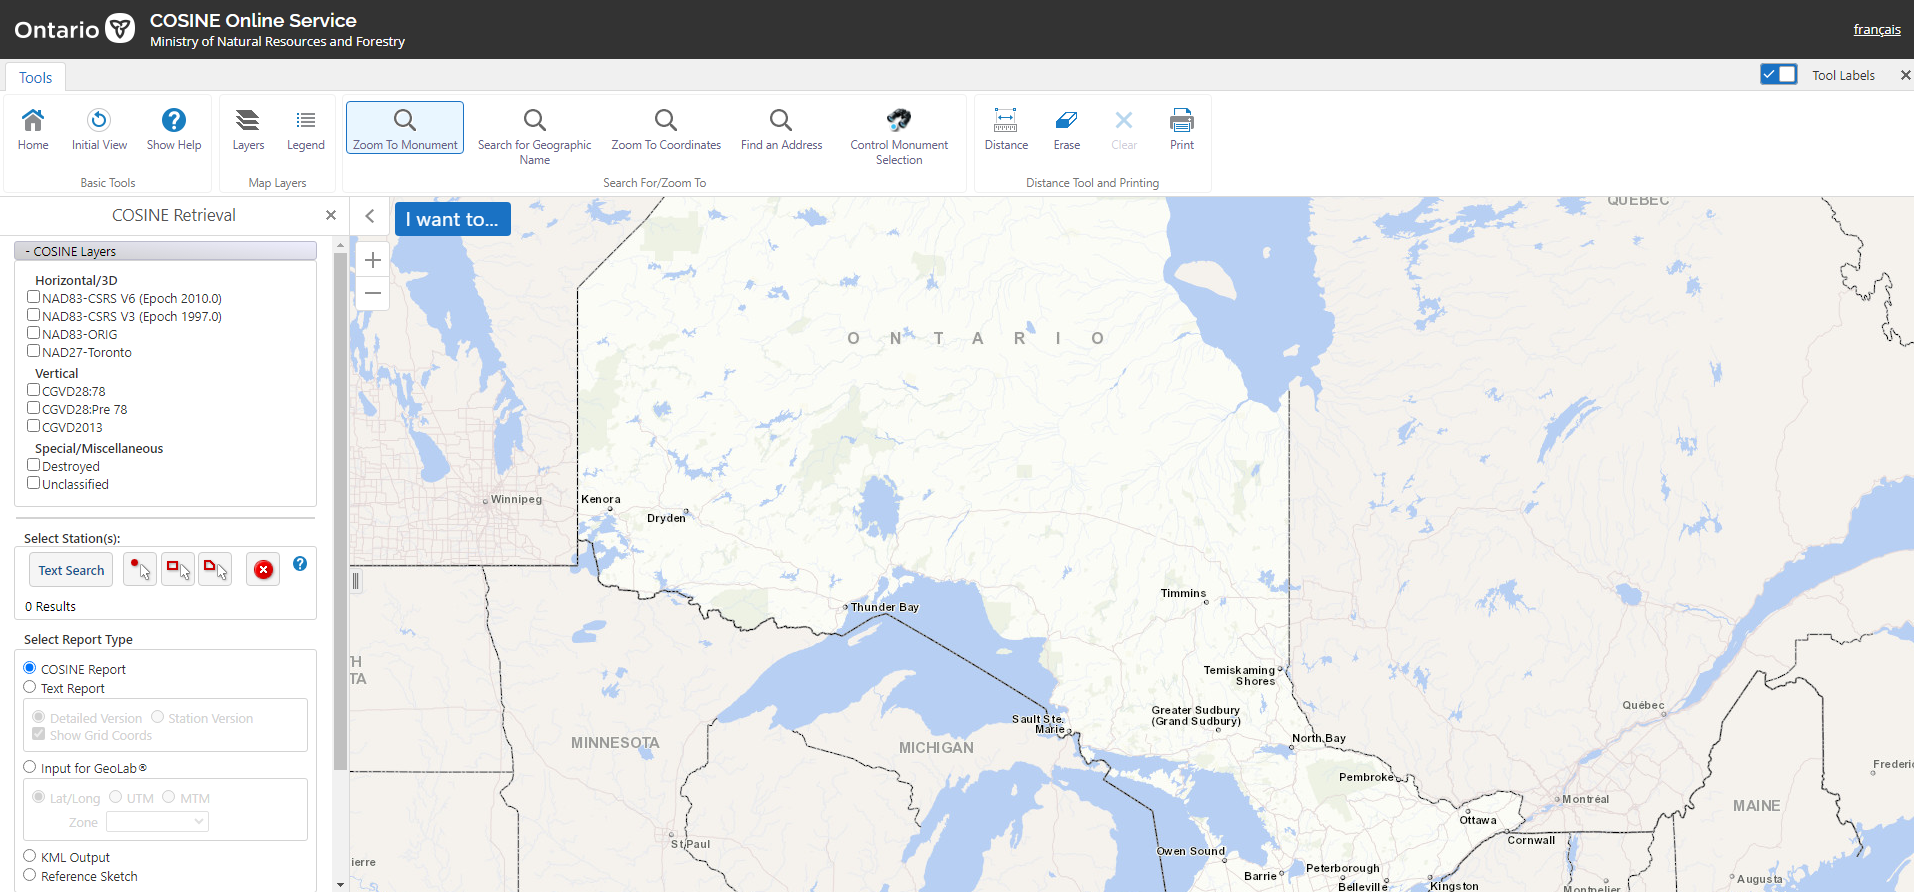 Ontario
COSINE Online Service
Ministry of Natural Resources and Forestry
français
Tools
Tool Labels
Home
Initial View
Show Help
Basic Tools
Layers
Legend
Map Layers
Zoom To Monument
Search for Geographic
Name
Zoom To Coordinates
Find an Address
Control Monument
Selection
Search For/Zoom To
Distance
Erase
Clear
Print
Distance Tool and Printing
COSINE Retrieval
I want to...
- COSINE Layers
Horizontal/3D
NAD83-CSRS V6 (Epoch 2010.0)
NAD83-CSRS V3 (Epoch 1997.0)
NAD83-ORIG
NAD27-Toronto
Vertical
CGVD28:78
CGVD28:Pre 78
CGVD2013
Special/Miscellaneous
Destroyed
Unclassified
Select Station(s):
Text Search
0 Results
Select Report Type
COSINE Report
Text Report
Detailed Version
Station Version
Show Grid Coords
Input for GeoLab®
Lat/Long
UTM
MTM
Zone
KML Output
Reference Sketch
QUEBEC
ONTARIO
Winnipeg
Kenora
Dryden
Thunder Bay
Timmins
Temiskaming
Shores
TH
TA
Greater Sudbury
(Grand Sudbury)
Sault Ste.
Marie
North Bay
Québec
MINNESOTA
MICHIGAN
Pembroke
Frederic
Montréal
MAINE
Ottawa
Cornwall
St Paul
ierre
Owen Sound
Barrie
Peterborough
Belleville
Kingston
Montpelier
Augusta